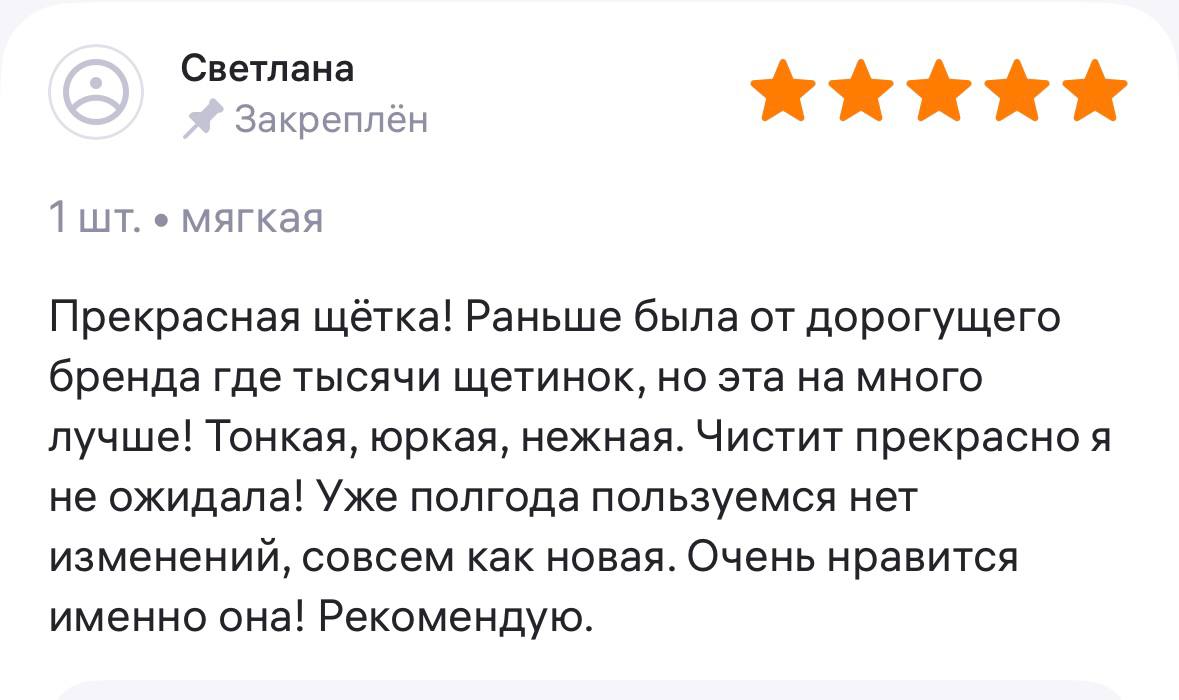 Светлана
Закреплён
1 шт. • мягкая
Прекрасная щётка! Раньше была от дорогущего
бренда где тысячи щетинок, но эта на много
лучше! Тонкая, юркая, нежная. Чистит прекрасно я
не ожидала! Уже полгода пользуемся нет
изменений, совсем как новая. Очень нравится
именно она! Рекомендую.